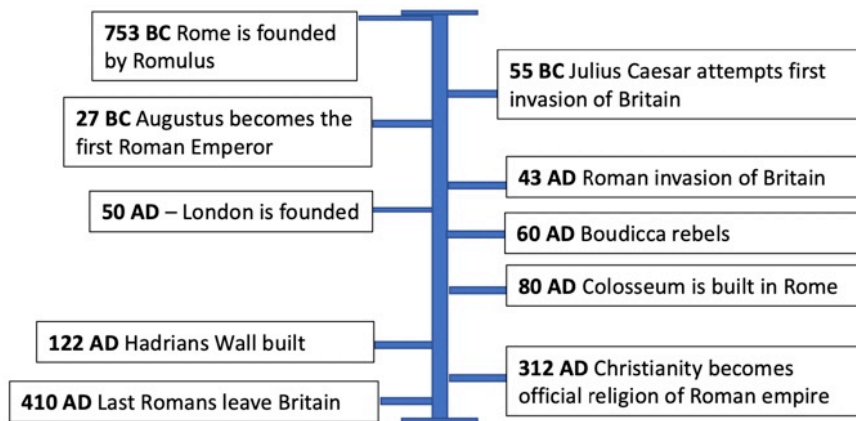 753 BC Rome is founded
by Romulus
55 BC Julius Caesar attempts first
invasion of Britain
27 BC Augustus becomes the
first Roman Emperor
43 AD Roman invasion of Britain
50 AD – London is founded
60 AD Boudicca rebels
80 AD Colosseum is built in Rome
122 AD Hadrians Wall built
312 AD Christianity becomes
official religion of Roman empire
410 AD Last Romans leave Britain